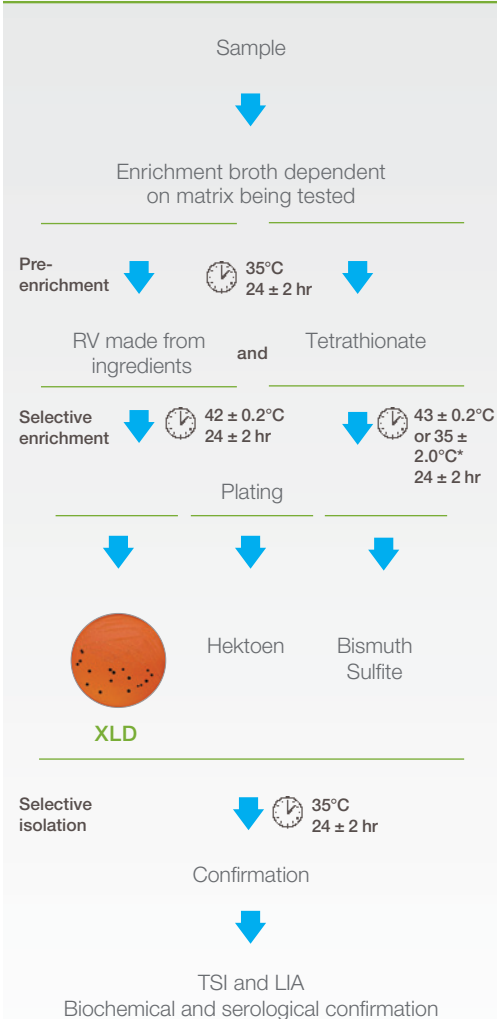 Sample
Enrichment broth dependent
on matrix being tested
Pre-
enrichment
35°C
24 ± 2 hr
RV made from
ingredients
and
Tetrathionate
Selective
enrichment
42 ± 0.2°C
24 ± 2 hr
43 ± 0.2°C
or 35 ±
2.0°C*
24 ± 2 hr
Plating
XLD
Hektoen
Bismuth
Sulfite
Selective
isolation
35°C
24 ± 2 hr
Confirmation
TSI and LIA
Biochemical and serological confirmation